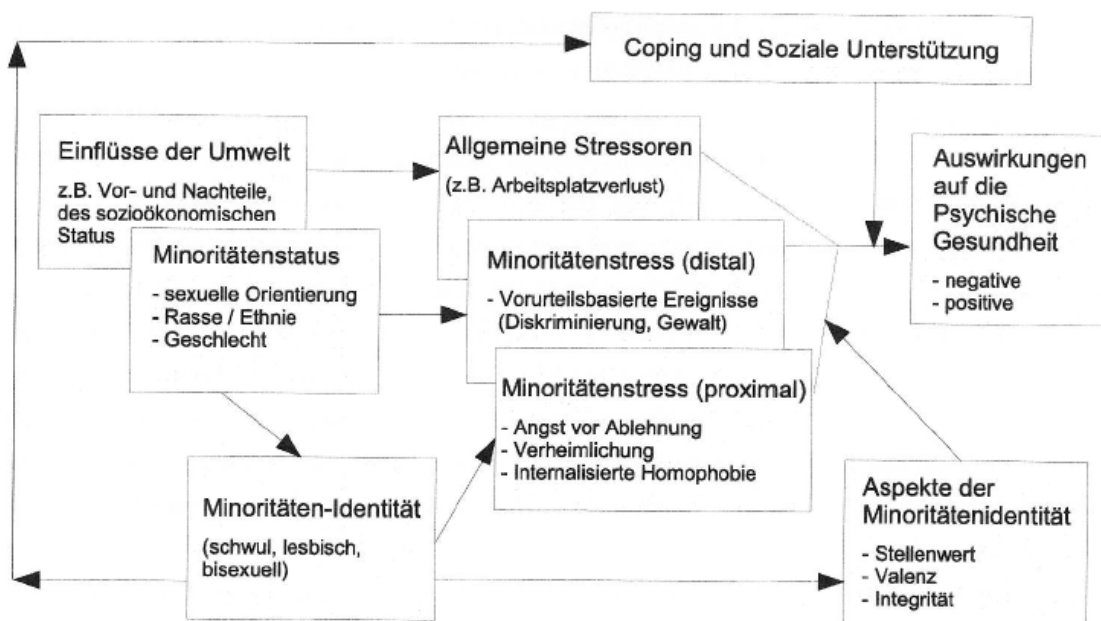 Coping und Soziale Unterstützung
Einflüsse der Umwelt
z.B. Vor- und Nachteile,
des sozioökonomischen
Status
Allgemeine Stressoren
(z.B. Arbeitsplatzverlust)
Auswirkungen
auf die
Psychische
Gesundheit
- negative
- positive
Minoritätenstatus
- sexuelle Orientierung
- Rasse / Ethnie
- Geschlecht
Minoritätenstress (distal)
- Vorurteilsbasierte Ereignisse
(Diskriminierung, Gewalt)
Minoritätenstress (proximal)
- Angst vor Ablehnung
- Verheimlichung
- Internalisierte Homophobie
Minoritäten-Identität
(schwul, lesbisch,
bisexuell)
Aspekte der
Minoritätenidentität
- Stellenwert
- Valenz
- Integrität